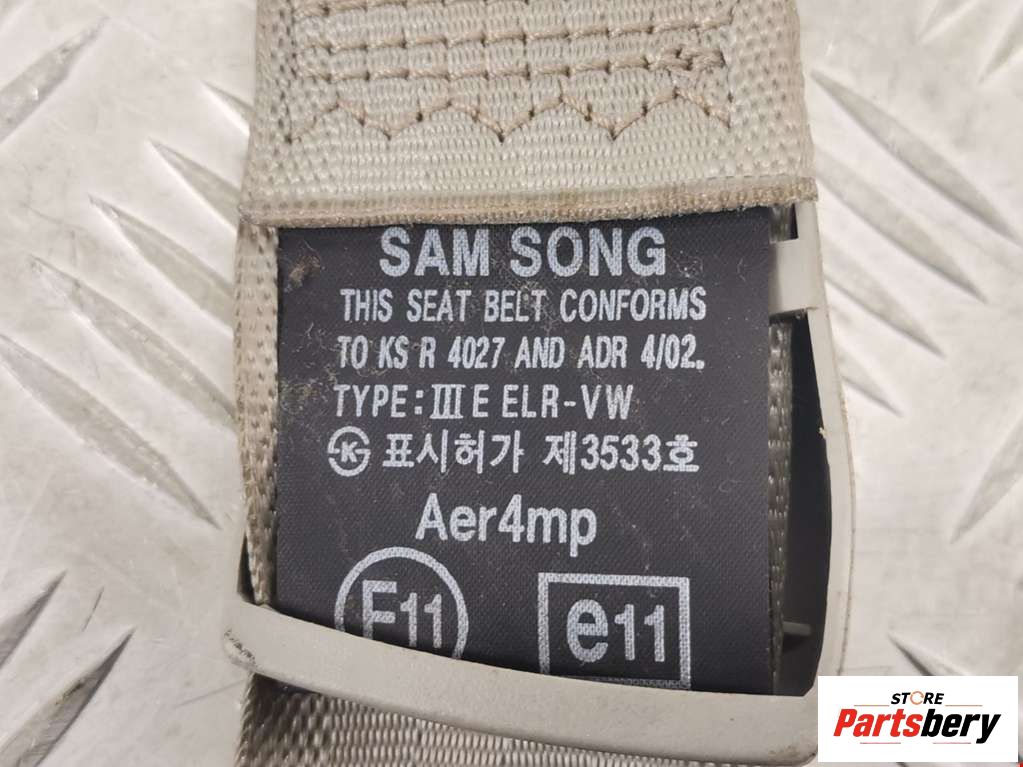 SAM SONG
THIS SEAT BELT CONFORMS
TO KS R 4027 AND ADR 4/02.
TYPE: III E ELR-VW
K 표시허가 제3533호
Aer4mp
E11 e11
STORE
Partsbery